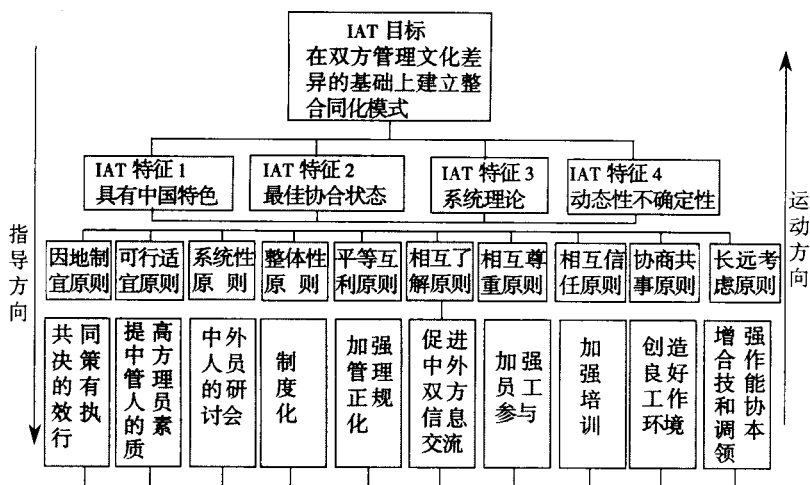 IAT 目标
在双方管理文化差
异的基础上建立整
合同化模式
IAT 特征 1
具有中国特色
IAT 特征 2
最佳协合状态
IAT 特征 3
系统理论
IAT 特征 4
动态性不确定性
指导方向
运动方向
因地制
宜原则
可行适
宜原则
系统性
原 则
整体性
原 则
平等互
利原则
相互了
解原则
相互尊
重原则
相互信
任原则
协商共
事原则
长远考
虑原则
共同
决策
的有
效执
行
提高
中方
管理
人员
的素
质
中外
人员
的研
讨会
制
度
化
加强
管理
正规
化
促进
中外
双方
信息
交流
加强
员工
参与
加
强
培
训
创造
良好
工作
环境
增强
合作
技能
和协
调本
领